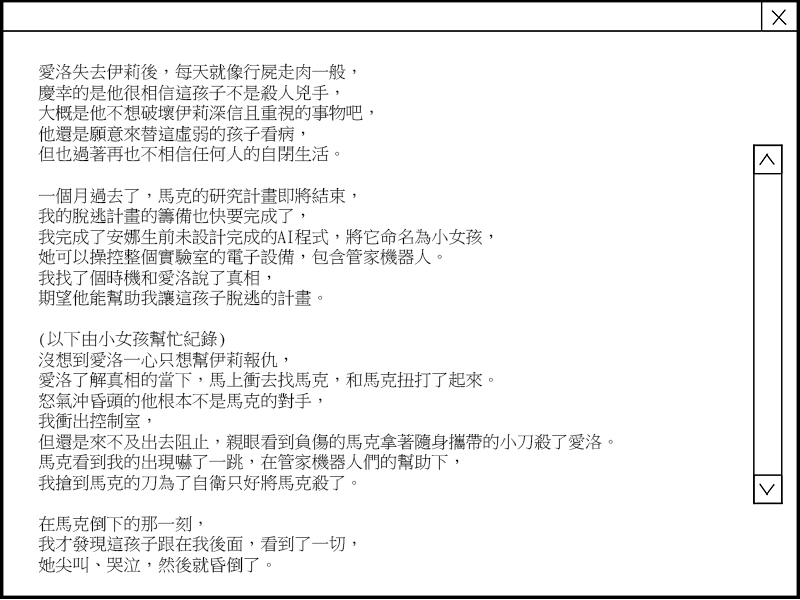 愛洛失去伊莉後，每天就像行屍走肉一般，
慶幸的是他很相信這孩子不是殺人兇手，
大概是他不想破壞伊莉深信且重視的事物吧，
他還是願意來替這虛弱的孩子看病，
但也過著再也不相信任何人的自閉生活。
一個月過去了，馬克的研究計畫即將結束，
我的脫逃計畫的籌備也快要完成了，
我完成了安娜生前未設計完成的AI程式，將它命名為小女孩，
她可以操控整個實驗室的電子設備，包含管家機器人。
我找了個時機和愛洛說了真相，
期望他能幫助我讓這孩子脫逃的計畫。
(以下由小女孩幫忙紀錄)
沒想到愛洛一心只想幫伊莉報仇，
愛洛了解真相的當下，馬上衝去找馬克，和馬克扭打了起來。
怒氣沖昏頭的他根本不是馬克的對手，
我衝出控制室，
但還是來不及出去阻止，親眼看到負傷的馬克拿著隨身攜帶的小刀殺了愛洛。
馬克看到我的出現嚇了一跳，在管家機器人們的幫助下，
我搶到馬克的刀為了自衛只好將馬克殺了。
在馬克倒下的那一刻，
我才發現這孩子跟在我後面，看到了一切，
她尖叫、哭泣，然後就昏倒了。